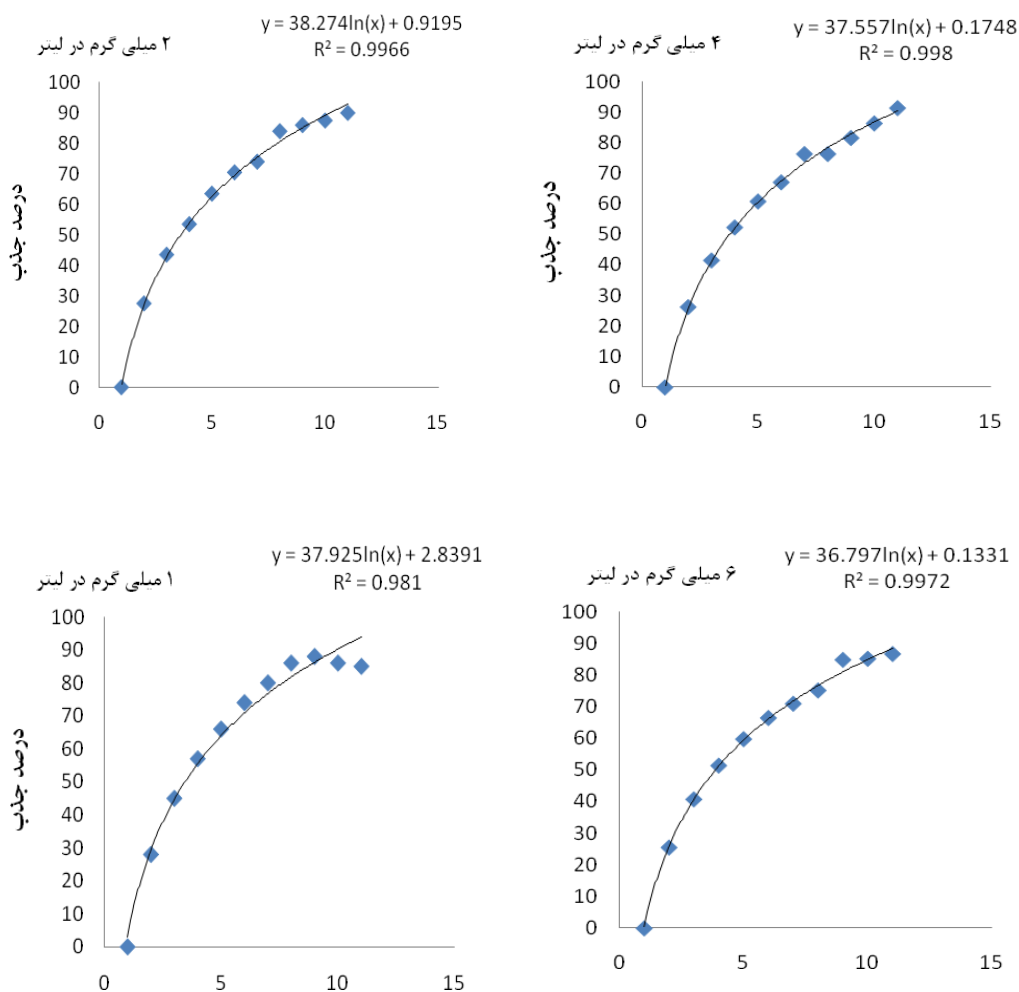 y = 38.274ln(x) + 0.9195
R² = 0.9966
۲ میلی گرم در لیتر
100
90
80
70
60
50
40
30
20
10
0
0 5 10 15
درصد جذب
y = 37.557ln(x) + 0.1748
R² = 0.998
۴ میلی گرم در لیتر
100
90
80
70
60
50
40
30
20
10
0
0 5 10 15
درصد جذب
y = 37.925ln(x) + 2.8391
R² = 0.981
۱ میلی گرم در لیتر
100
90
80
70
60
50
40
30
20
10
0
0 5 10 15
درصد جذب
y = 36.797ln(x) + 0.1331
R² = 0.9972
۶ میلی گرم در لیتر
100
90
80
70
60
50
40
30
20
10
0
0 5 10 15